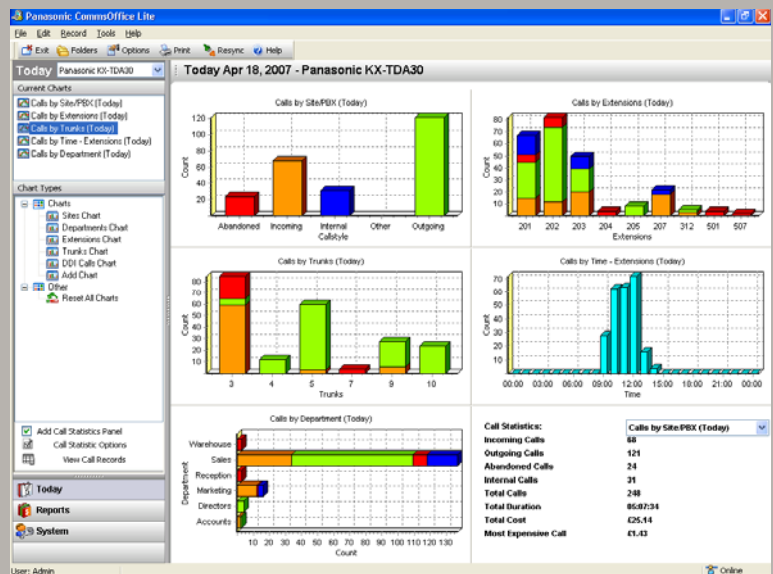 Panasonic CommsOffice Lite
File Edit Record Tools Help
Exit Folders Options Print Resync Help
Today Panasonic KX-TDA30
Today Apr 18, 2007 - Panasonic KX-TDA30
Current Charts
Calls by Site/PBX (Today)
Calls by Extensions (Today)
Calls by Trunks (Today)
Calls by Time - Extensions (Today)
Calls by Department (Today)
Chart Types
Charts
Sites Chart
Departments Chart
Extensions Chart
Trunks Chart
DDI Calls Chart
Add Chart
Other
Reset All Charts
Add Call Statistics Panel
Call Statistic Options
View Call Records
Today
Reports
System
User: Admin
Calls by Site/PBX (Today)
120
100
80
60
40
20
Count
Abandoned Incoming Internal Other Outgoing
Callstyle
Calls by Extensions (Today)
80
70
60
50
40
30
20
10
Count
201 202 203 204 205 207 312 501 507
Extensions
Calls by Trunks (Today)
80
70
60
50
40
30
20
10
Count
3 4 5 7 9 10
Trunks
Calls by Time - Extensions (Today)
70
60
50
40
30
20
10
Count
00:00 03:00 06:00 09:00 12:00 15:00 18:00 21:00 00:00
Time
Calls by Department (Today)
Department
Warehouse
Sales
Reception
Marketing
Directors
Accounts
10 20 30 40 50 60 70 80 90 100 110 120 130
Count
Call Statistics: Calls by Site/PBX (Today)
Incoming Calls 68
Outgoing Calls 121
Abandoned Calls 24
Internal Calls 31
Total Calls 248
Total Duration 05:07:34
Total Cost £25.14
Most Expensive Call £1.43
Online